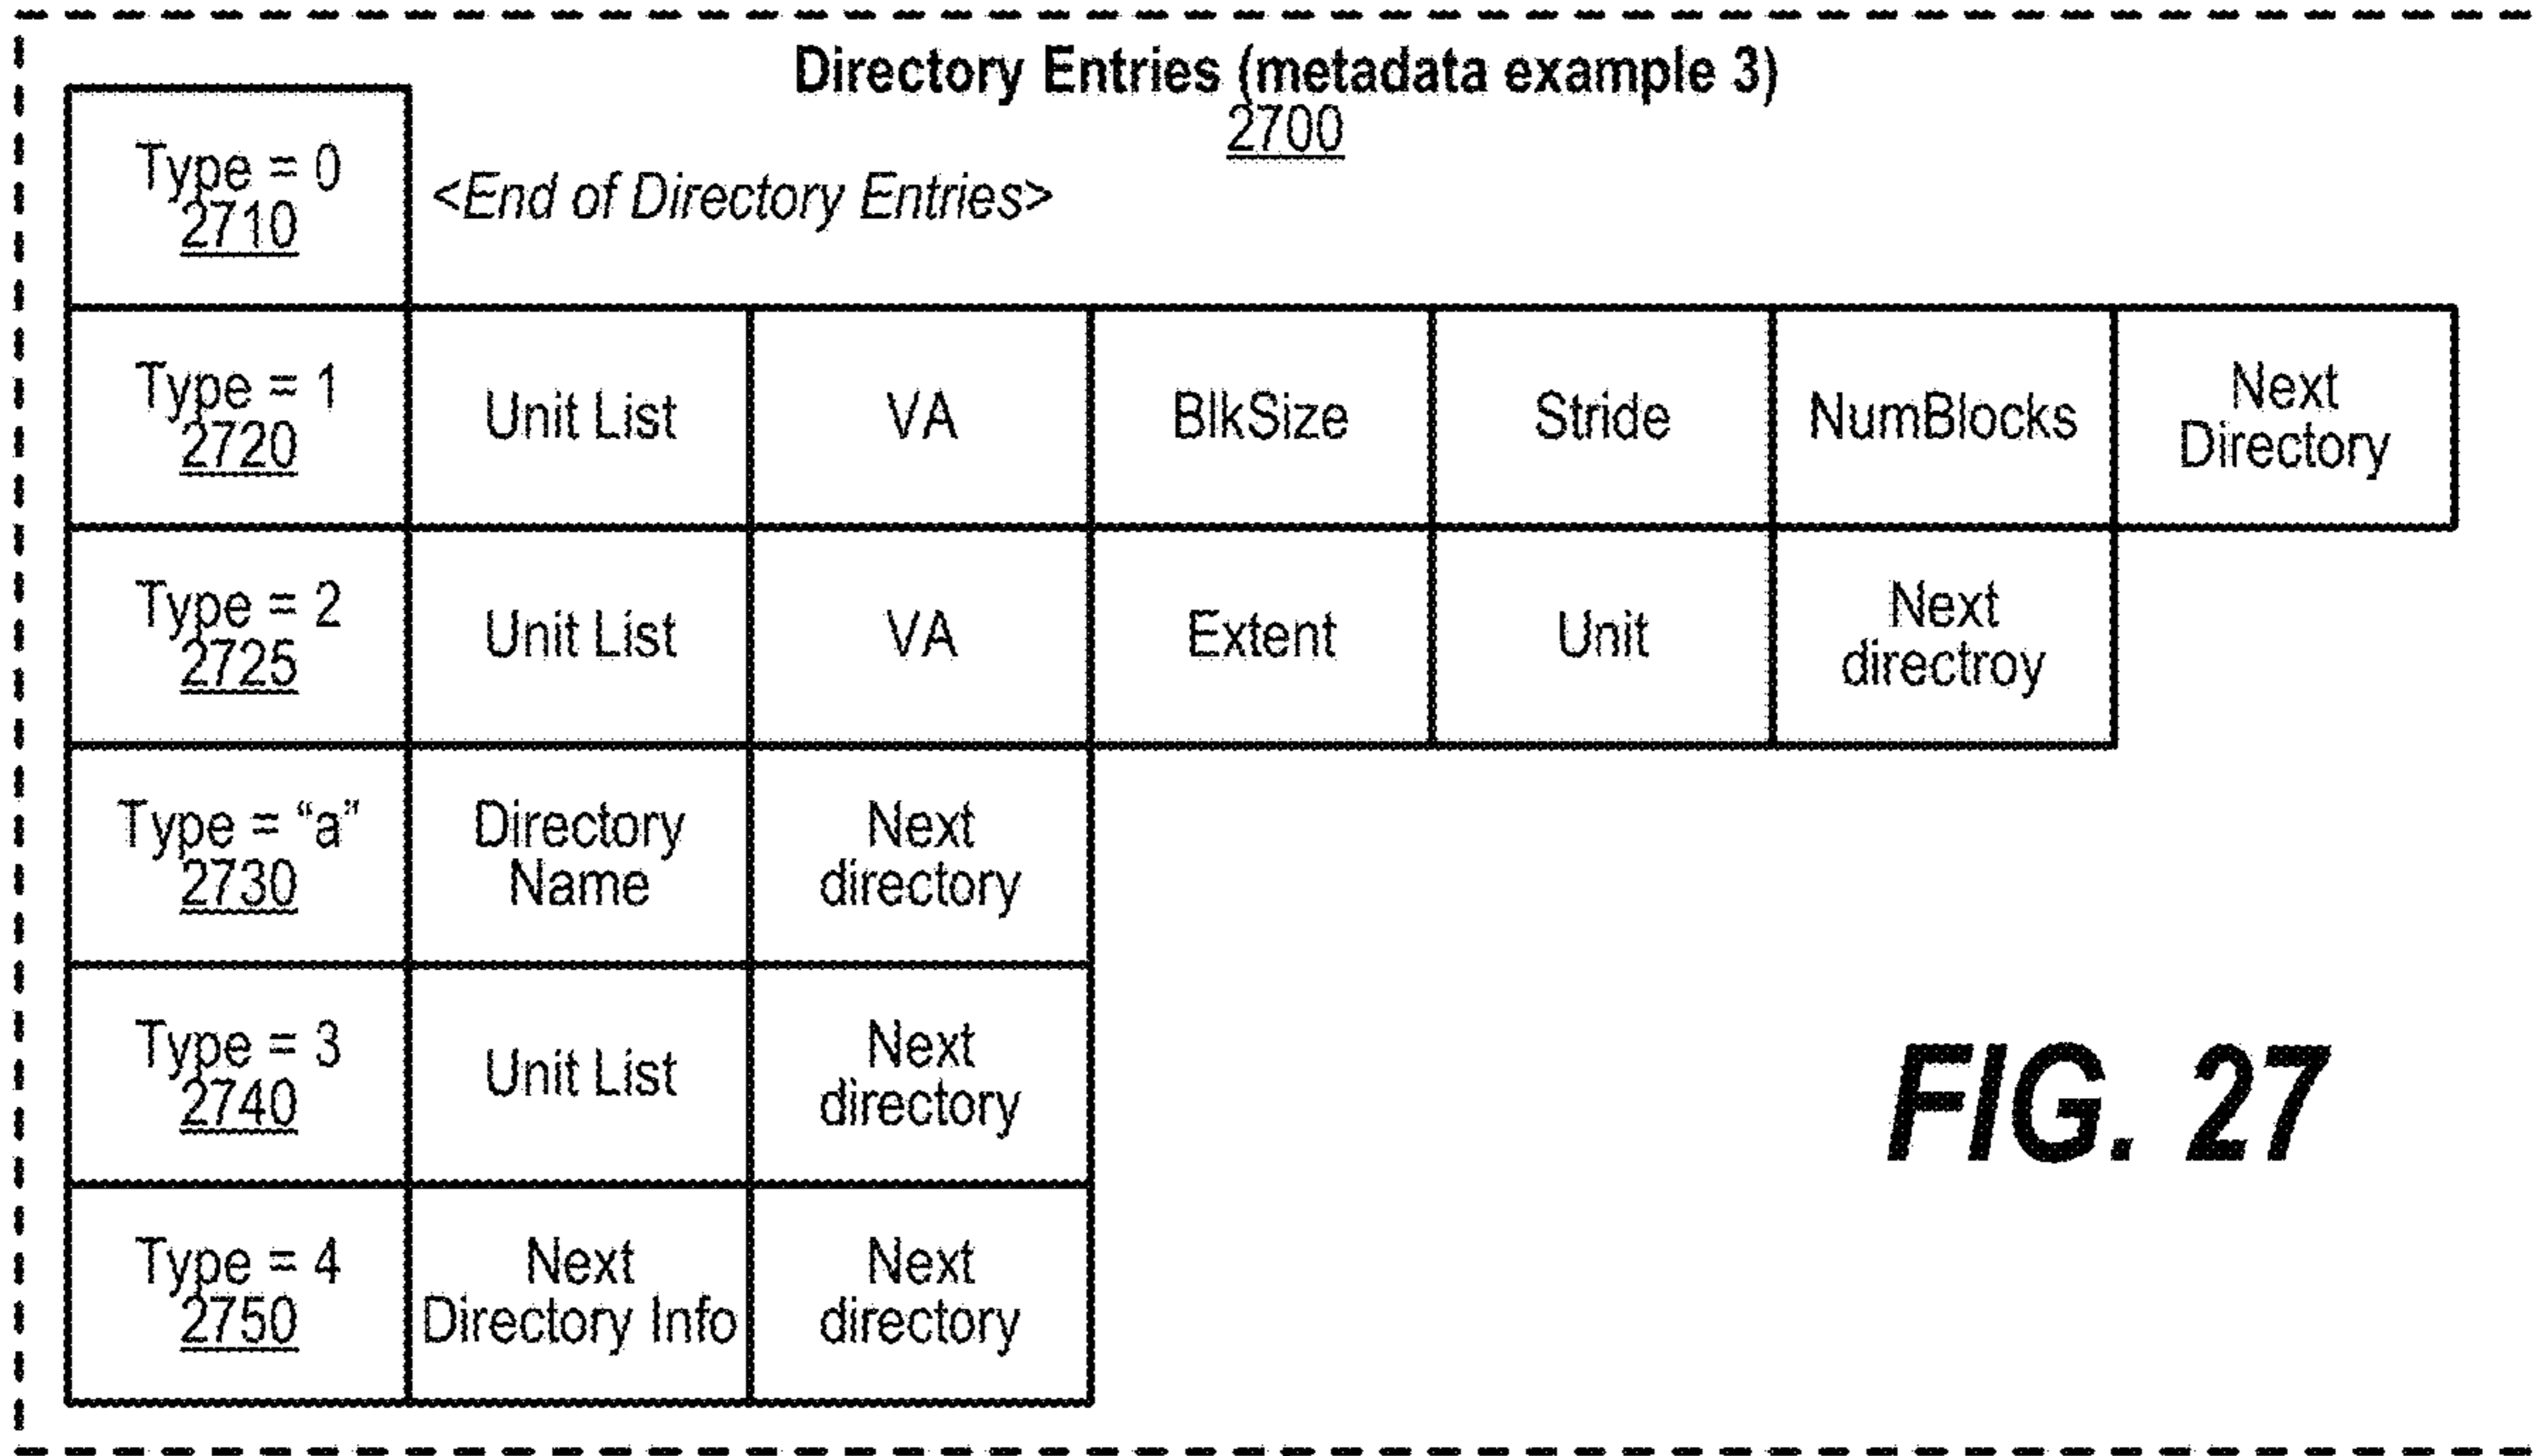 Directory Entries (metadata example 3)
2700
Type = 0
2710
<End of Directory Entries>
Type = 1
2720
Unit List
VA
BlkSize
Stride
NumBlocks
Next
Directory
Type = 2
2725
Unit List
VA
Extent
Unit
Next
directroy
Type = “a”
2730
Directory
Name
Next
directory
Type = 3
2740
Unit List
Next
directory
Type = 4
2750
Next
Directory Info
Next
directory
FIG. 27